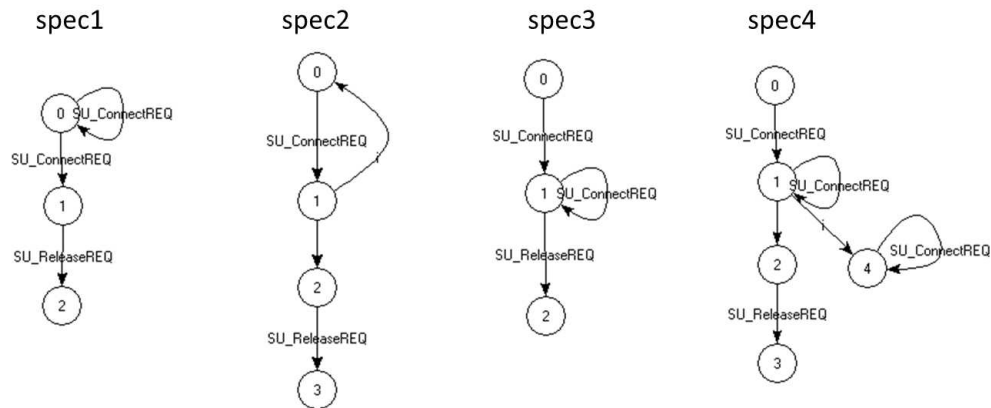 spec1 spec2 spec3 spec4
0 SU_ConnectREQ
SU_ConnectREQ
1
SU_ReleaseREQ
2
0
SU_ConnectREQ
i
1
2
SU_ReleaseREQ
3
0
SU_ConnectREQ
1 SU_ConnectREQ
SU_ReleaseREQ
2
0
SU_ConnectREQ
1 SU_ConnectREQ
i
2
4 SU_ConnectREQ
SU_ReleaseREQ
3